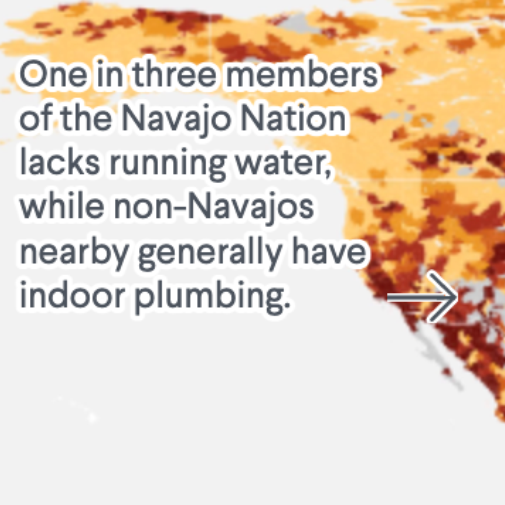 One in three members
of the Navajo Nation
lacks running water,
while non-Navajos
nearby generally have
indoor plumbing.